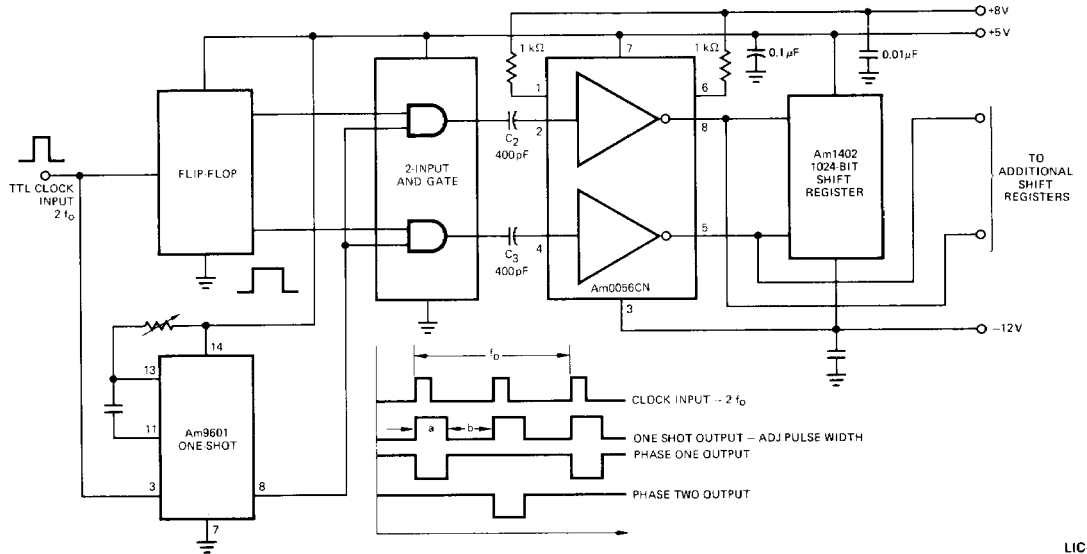 +8V
+5V
1 kΩ
7
1 kΩ
0.1μF
0.01μF
1
6
2
8
C2
400pF
FLIP-FLOP
2-INPUT
AND-GATE
Am1402
1024-BIT
SHIFT
REGISTER
TO
ADDITIONAL
SHIFT
REGISTERS
TTL CLOCK
INPUT
2 fo
4
5
C3
400pF
Am0056CN
3
-12V
14
13
11
Am9601
ONE-SHOT
3
8
7
fo
CLOCK INPUT – 2 fo
a
b
ONE SHOT OUTPUT – ADJ PULSE WIDTH
PHASE ONE OUTPUT
PHASE TWO OUTPUT
LIC